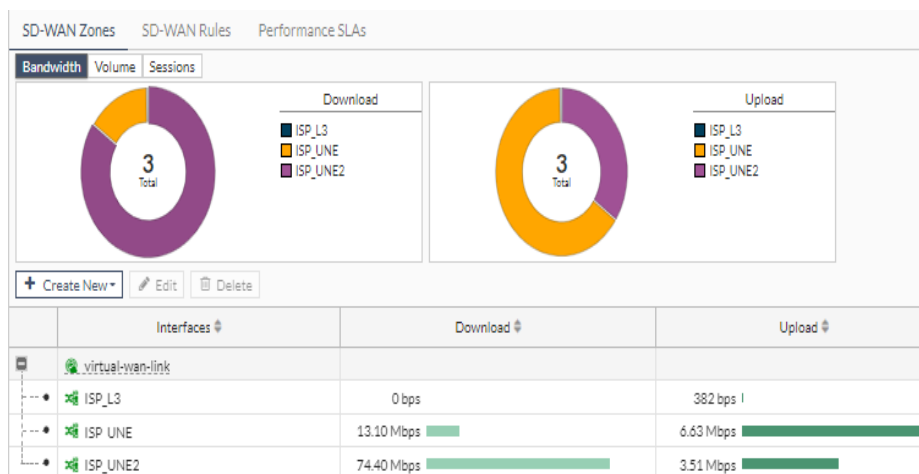 SD-WAN Zones SD-WAN Rules Performance SLAs
Bandwidth Volume Sessions
Download
ISP_L3
ISP_UNE
ISP_UNE2
3
Total
Upload
ISP_L3
ISP_UNE
ISP_UNE2
3
Total
+ Create New Edit Delete
Interfaces Download Upload
virtual-wan-link
ISP_L3 0 bps 382 bps
ISP UNE 13.10 Mbps 6.63 Mbps
ISP_UNE2 74.40 Mbps 3.51 Mbps